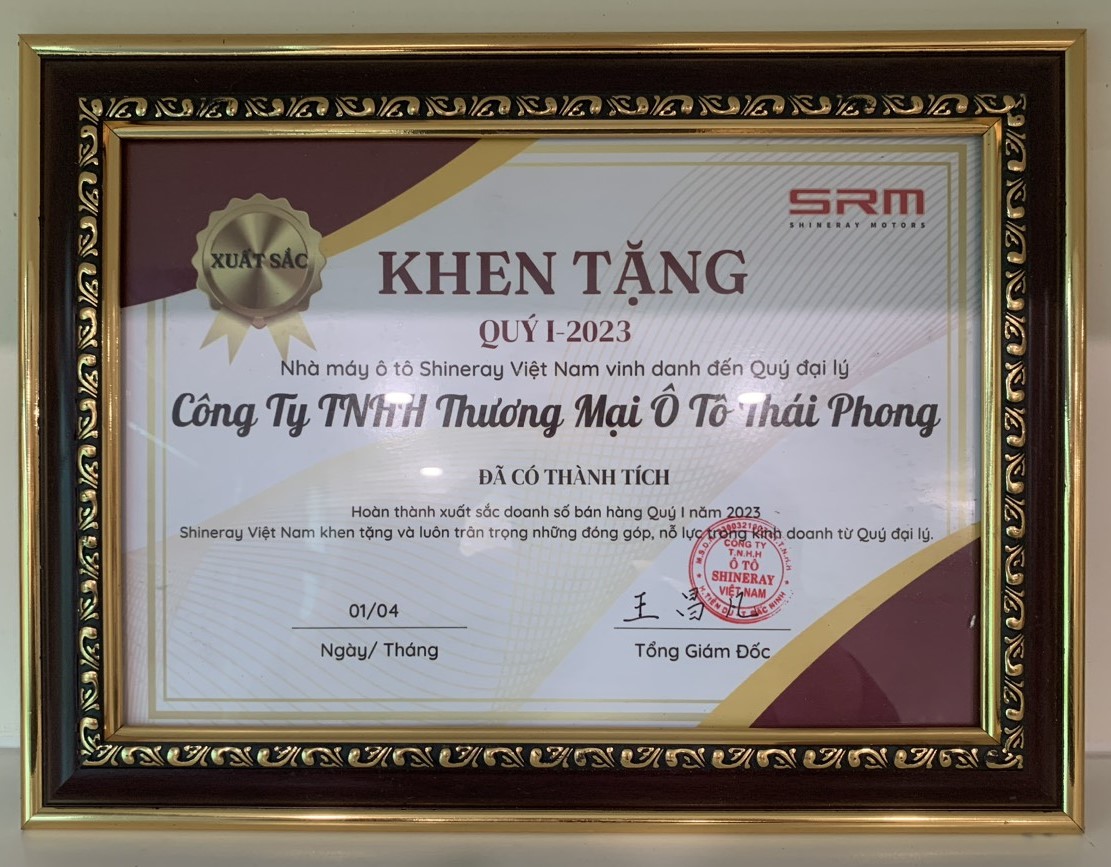 SRM
SHINERAY MOTORS
XUẤT SẮC
KHEN TẶNG
QUÝ I-2023
Nhà máy ô tô Shineray Việt Nam vinh danh đến Quý đại lý
Công Ty TNHH Thương Mại Ô Tô Thái Phong
ĐÃ CÓ THÀNH TÍCH
Hoàn thành xuất sắc doanh số bán hàng Quý I năm 2023
Shineray Việt Nam khen tặng và luôn trân trọng những đóng góp, nỗ lực trong kinh doanh từ Quý đại lý.
CÔNG TY
T.N.H.H
Ô TÔ
SHINERAY
VIỆT NAM
01/04
王
Ngày/ Tháng
Tổng Giám Đốc